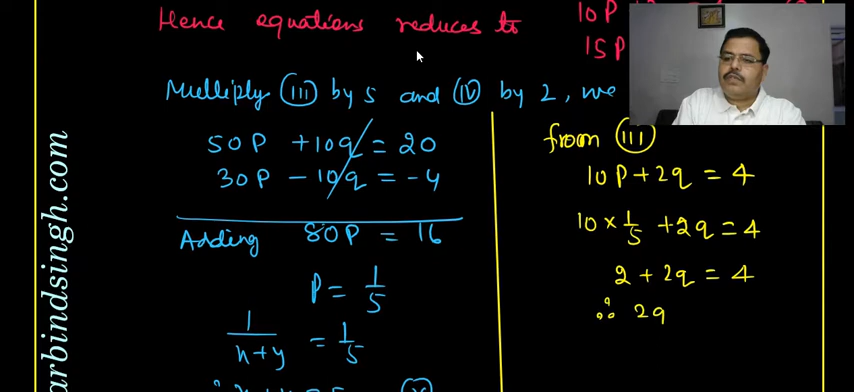 Hence equations reduces to
10P
15P
Multiply (III) by 5 and (IV) by 2, we
50P + 10q = 20
30P - 10q = -4
Adding 80P = 16
P = 1/5
1/(x+y) = 1/5
from (III)
10P + 2q = 4
10 × 1/5 + 2q = 4
2 + 2q = 4
∴ 2q
arbindsingh.com